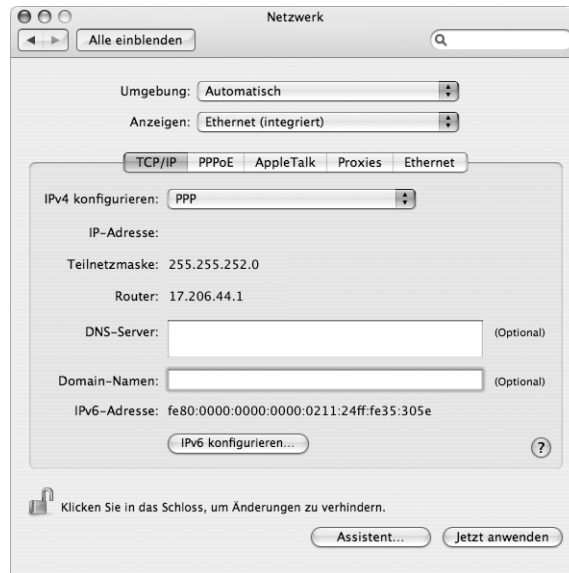 Netzwerk
Alle einblenden
Umgebung: Automatisch
Anzeigen: Ethernet (integriert)
TCP/IP PPPoE AppleTalk Proxies Ethernet
IPv4 konfigurieren: PPP
IP-Adresse:
Teilnetzmaske: 255.255.252.0
Router: 17.206.44.1
DNS-Server: (Optional)
Domain-Namen: (Optional)
IPv6-Adresse: fe80:0000:0000:0000:0211:24ff:fe35:305e
IPv6 konfigurieren... ?
Klicken Sie in das Schloss, um Änderungen zu verhindern.
Assistent... Jetzt anwenden